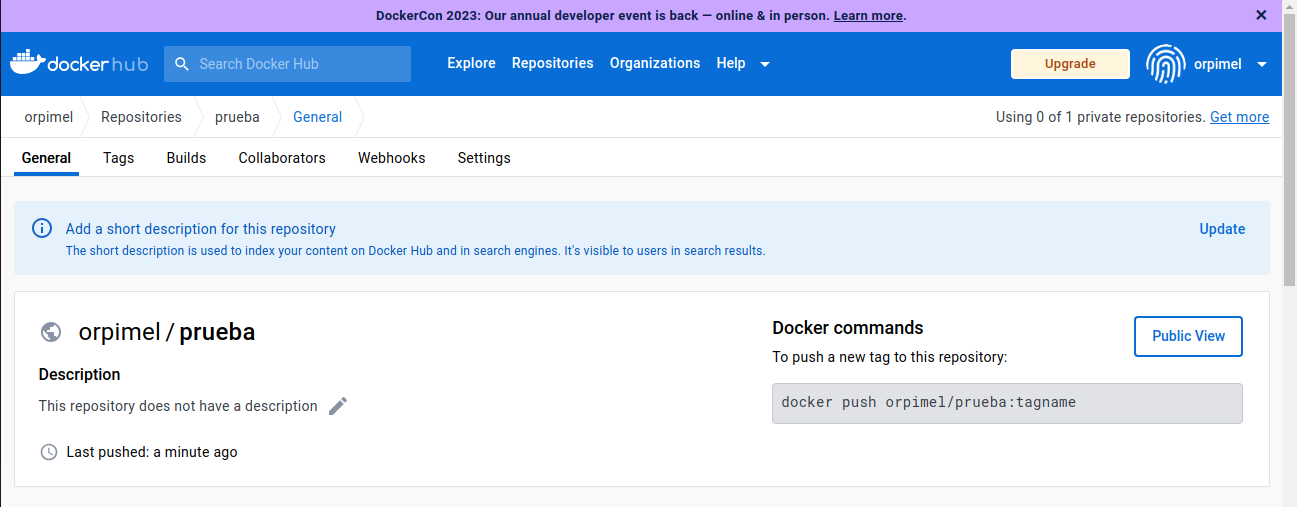 DockerCon 2023: Our annual developer event is back — online & in person. Learn more. ✕
dockerhub Search Docker Hub Explore Repositories Organizations Help Upgrade orpimel
orpimel Repositories prueba General Using 0 of 1 private repositories. Get more
General Tags Builds Collaborators Webhooks Settings
Add a short description for this repository Update
The short description is used to index your content on Docker Hub and in search engines. It's visible to users in search results.
orpimel / prueba
Description
This repository does not have a description
Last pushed: a minute ago
Docker commands Public View
To push a new tag to this repository:
docker push orpimel/prueba:tagname